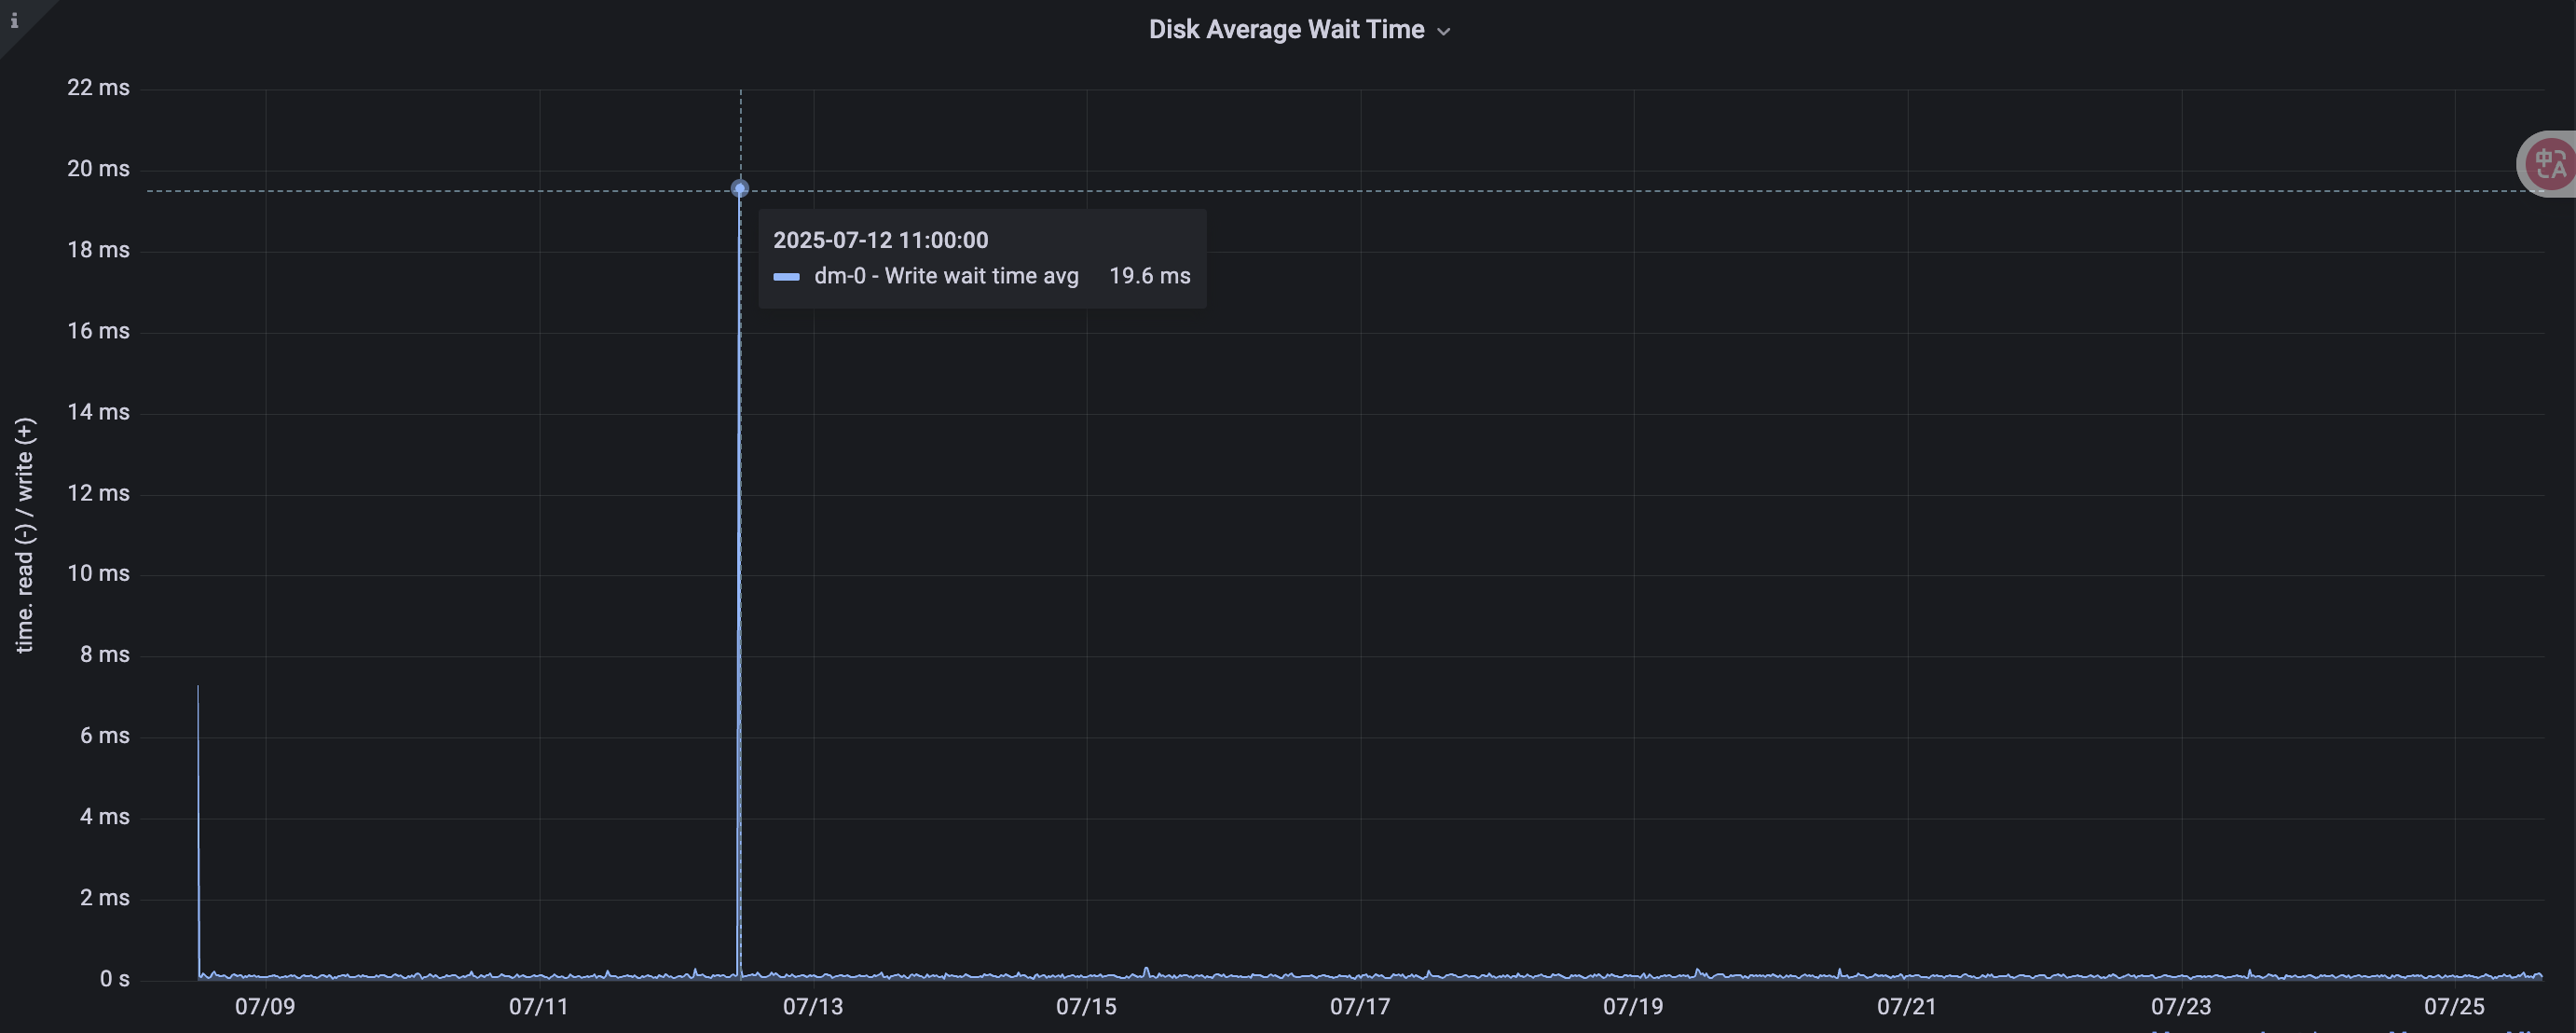 i
Disk Average Wait Time
22 ms
20 ms
18 ms
16 ms
14 ms
12 ms
10 ms
8 ms
6 ms
4 ms
2 ms
0 s
time. read (-) / write (+)
2025-07-12 11:00:00
dm-0 - Write wait time avg 19.6 ms
中A
07/09 07/11 07/13 07/15 07/17 07/19 07/21 07/23 07/25